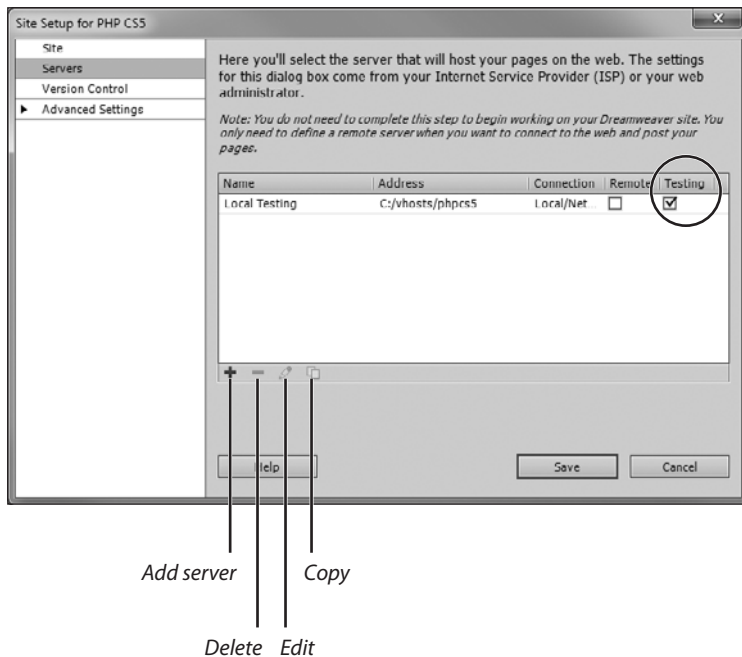 Site Setup for PHP CS5
Site
Servers
Version Control
Advanced Settings
Here you'll select the server that will host your pages on the web. The settings
for this dialog box come from your Internet Service Provider (ISP) or your web
administrator.
Note: You do not need to complete this step to begin working on your Dreamweaver site. You
only need to define a remote server when you want to connect to the web and post your
pages.
Name Address Connection Remote Testing
Local Testing C:/vhosts/phpcs5 Local/Net...
Help Save Cancel
Add server Copy
Delete Edit